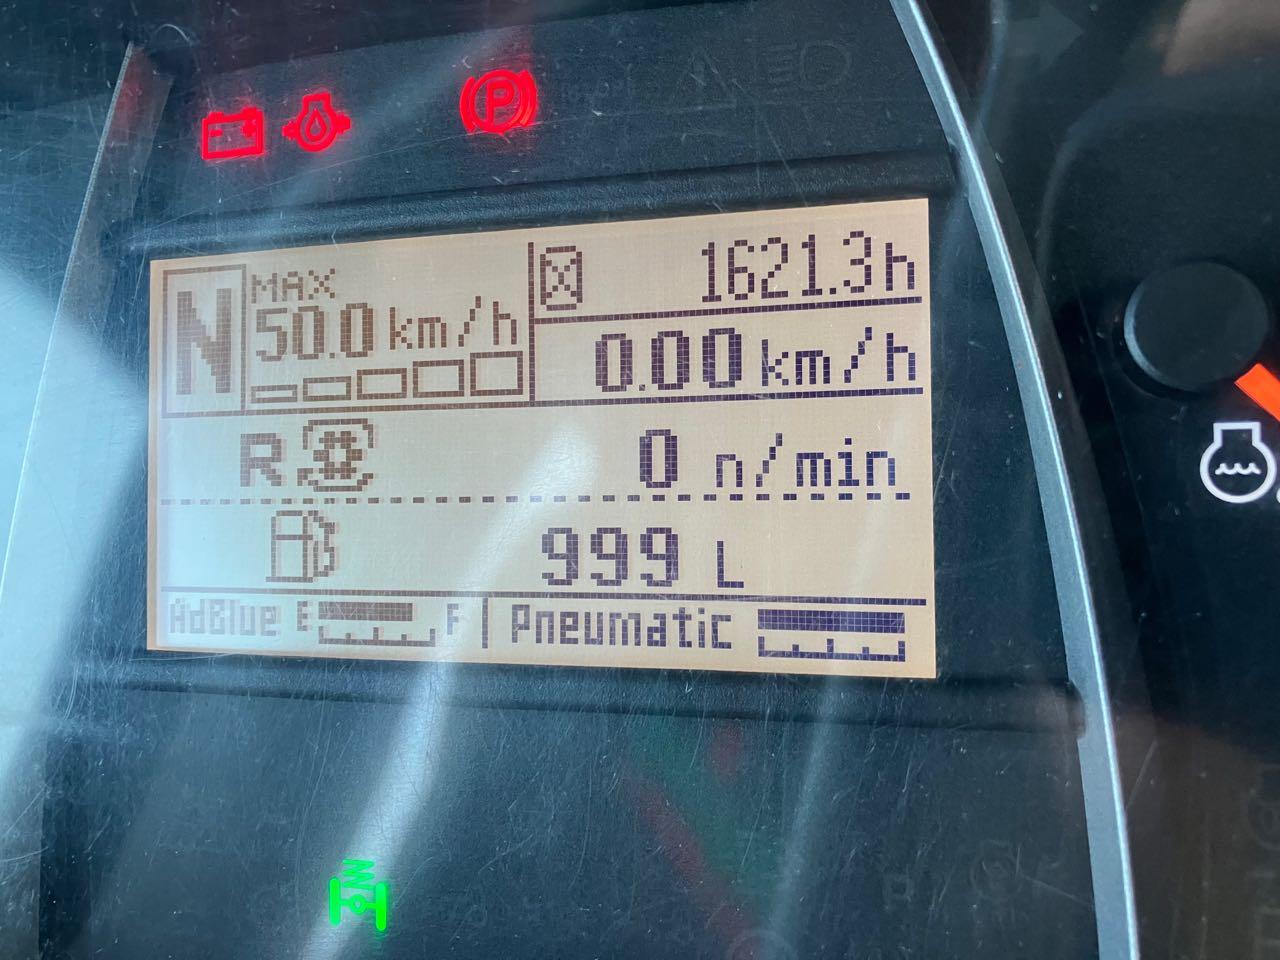 P
N
MAX
50.0 km/h
1621.3h
0.00 km/h
R
0 n/min
999 L
AdBlue E F
Pneumatic